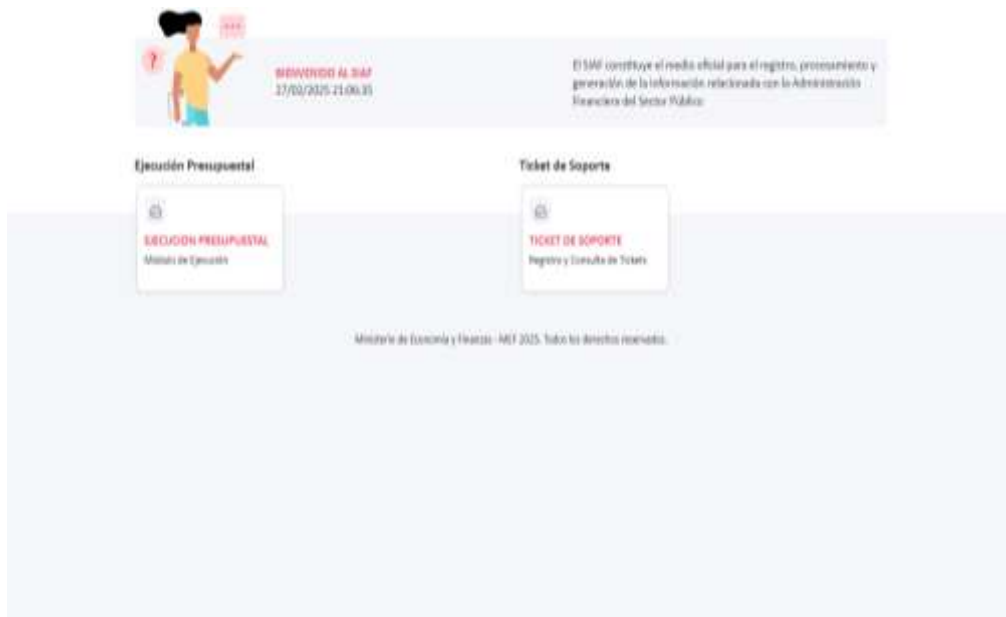 ?
BIENVENIDO AL SIAF
27/02/2025 21:06:35
El SIAF constituye el medio oficial para el registro, procesamiento y
generación de la información relacionada con la Administración
Financiera del Sector Público
Ejecución Presupuestal
Ticket de Soporte
EJECUCIÓN PRESUPUESTAL
Módulo de Ejecución
TICKET DE SOPORTE
Registro y Consulta de Tickets
Ministerio de Economía y Finanzas - MEF 2025. Todos los derechos reservados.